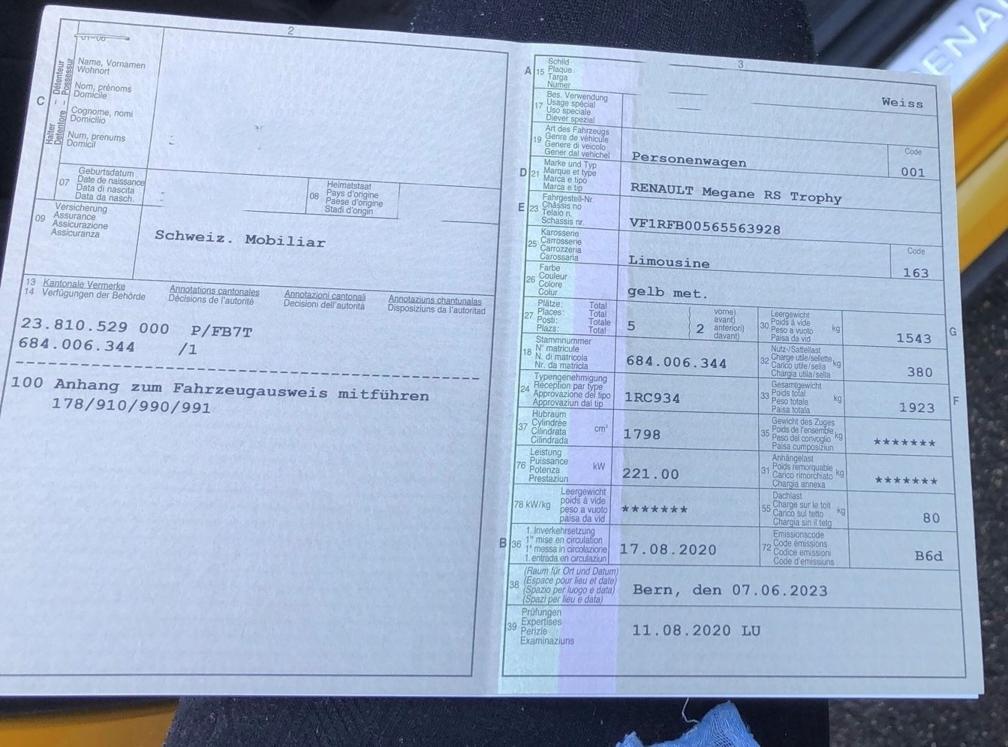 2
C
Halter Détenteur
Detentore Possessur
Name, Vornamen
Wohnort
Nom, prénoms
Domicile
Cognome, nomi
Domicilio
Num, prenums
Domicil
07
Geburtsdatum
Date de naissance
Data di nascita
Data da nasch.
08
Heimatstaat
Pays d'origine
Paese d'origine
Stadi d'origin
09
Versicherung
Assurance
Assicurazione
Assicuranza
Schweiz. Mobiliar
13 Kantonale Vermerke Annotations cantonales Annotazioni cantonali Annotaziuns chantunalas
14 Verfügungen der Behörde Décisions de l'autorité Decisioni dell'autorità Disposiziuns da l'autoritad
23.810.529 000 P/FB7T
684.006.344 /1
100 Anhang zum Fahrzeugausweis mitführen
178/910/990/991
3
A 15
Schild
Plaque
Targa
Numer
Weiss
17
Bes. Verwendung
Usage spécial
Uso speciale
Diever spezial
19
Art des Fahrzeugs
Genre de véhicule
Genere di veicolo
Gener dal vehichel
Personenwagen
Code
001
D 21
Marke und Typ
Marque et type
Marca e tipo
Marca e tip
RENAULT Megane RS Trophy
E 23
Fahrgestell-Nr.
Châssis no
Telaio n.
Schassis nr.
VF1RFB00565563928
25
Karosserie
Carrosserie
Carrozzeria
Carossaria
Limousine
Code
163
26
Farbe
Couleur
Colore
Colur
gelb met.
27
Plätze: Total
Places: Total
Posti: Totale
Plazs: Total
5
2
vorne)
avant)
anteriori)
davant)
30
Leergewicht
Poids à vide
Peso a vuoto
Paisa da vid
kg
1543
G
18
Stammnummer
N° matricule
N. di matricola
Nr. da matricla
684.006.344
32
Nutz-/Sattellast
Charge utile/sellette
Carico utile/sella
Chargia utila/sella
kg
380
24
Typengenehmigung
Réception par type
Approvazione del tipo
Approvaziun dal tip
1RC934
33
Gesamtgewicht
Poids total
Peso totale
Paisa totala
kg
1923
F
37
Hubraum
Cylindrée
Cilindrata
Cilindrada
cm³
1798
35
Gewicht des Zuges
Poids de l'ensemble
Peso del convoglio
Paisa cumposiziun
kg
*******
76
Leistung
Puissance
Potenza
Prestaziun
kW
221.00
31
Anhängelast
Poids remorquable
Carico rimorchiato
Chargia annexa
kg
*******
78 kW/kg
Leergewicht
poids à vide
peso a vuoto
paisa da vid
*******
55
Dachlast
Charge sur le toit
Carico sul tetto
Chargia sin il tetg
kg
80
B 36
1. Inverkehrsetzung
1re mise en circulation
1a messa in circolazione
1. entrada en circulaziun
17.08.2020
72
Emissionscode
Code émissions
Codice emissioni
Code d'emissiuns
B6d
38
(Raum für Ort und Datum)
(Espace pour lieu et date)
(Spazio per luogo e data)
(Spazi per lieu e data)
Bern, den 07.06.2023
39
Prüfungen
Expertises
Perizie
Examinaziuns
11.08.2020 LU
RENA